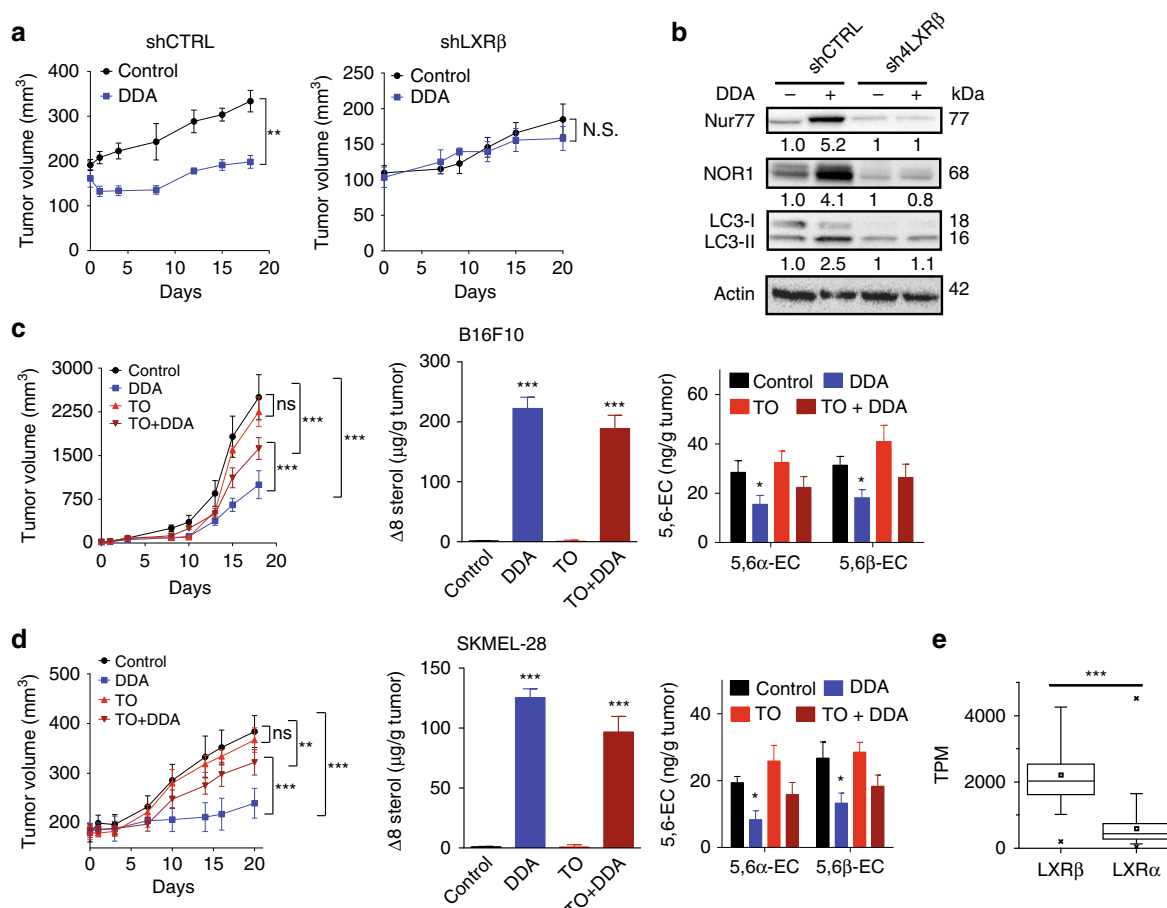 a
shCTRL
Tumor volume (mm³)
400
300
200
100
0
Control
DDA
**
0 5 10 15 20
Days
shLXRβ
Tumor volume (mm³)
250
200
150
100
50
0
Control
DDA
N.S.
0 5 10 15 20
Days
b
shCTRL sh4LXRβ
DDA − + − + kDa
Nur77 77
1.0 5.2 1 1
NOR1 68
1.0 4.1 1 0.8
LC3-I 18
LC3-II 16
1.0 2.5 1 1.1
Actin 42
c
B16F10
Tumor volume (mm³)
3000
2250
1500
750
0
Control
DDA
TO
TO+DDA
ns
***
***
***
0 5 10 15 20
Days
Δ8 sterol (μg/g tumor)
300
200
100
0
***
***
Control DDA TO TO+DDA
5,6-EC (ng/g tumor)
60
40
20
0
Control DDA
TO TO + DDA
* *
5,6α-EC 5,6β-EC
d
SKMEL-28
Tumor volume (mm³)
500
400
300
200
Control
DDA
TO
TO+DDA
ns
**
***
***
0 5 10 15 20
Days
Δ8 sterol (μg/g tumor)
150
100
50
0
***
***
Control DDA TO TO+DDA
5,6-EC (ng/g tumor)
60
40
20
0
Control DDA
TO TO + DDA
* *
5,6α-EC 5,6β-EC
e
***
TPM
4000
2000
0
LXRβ LXRα